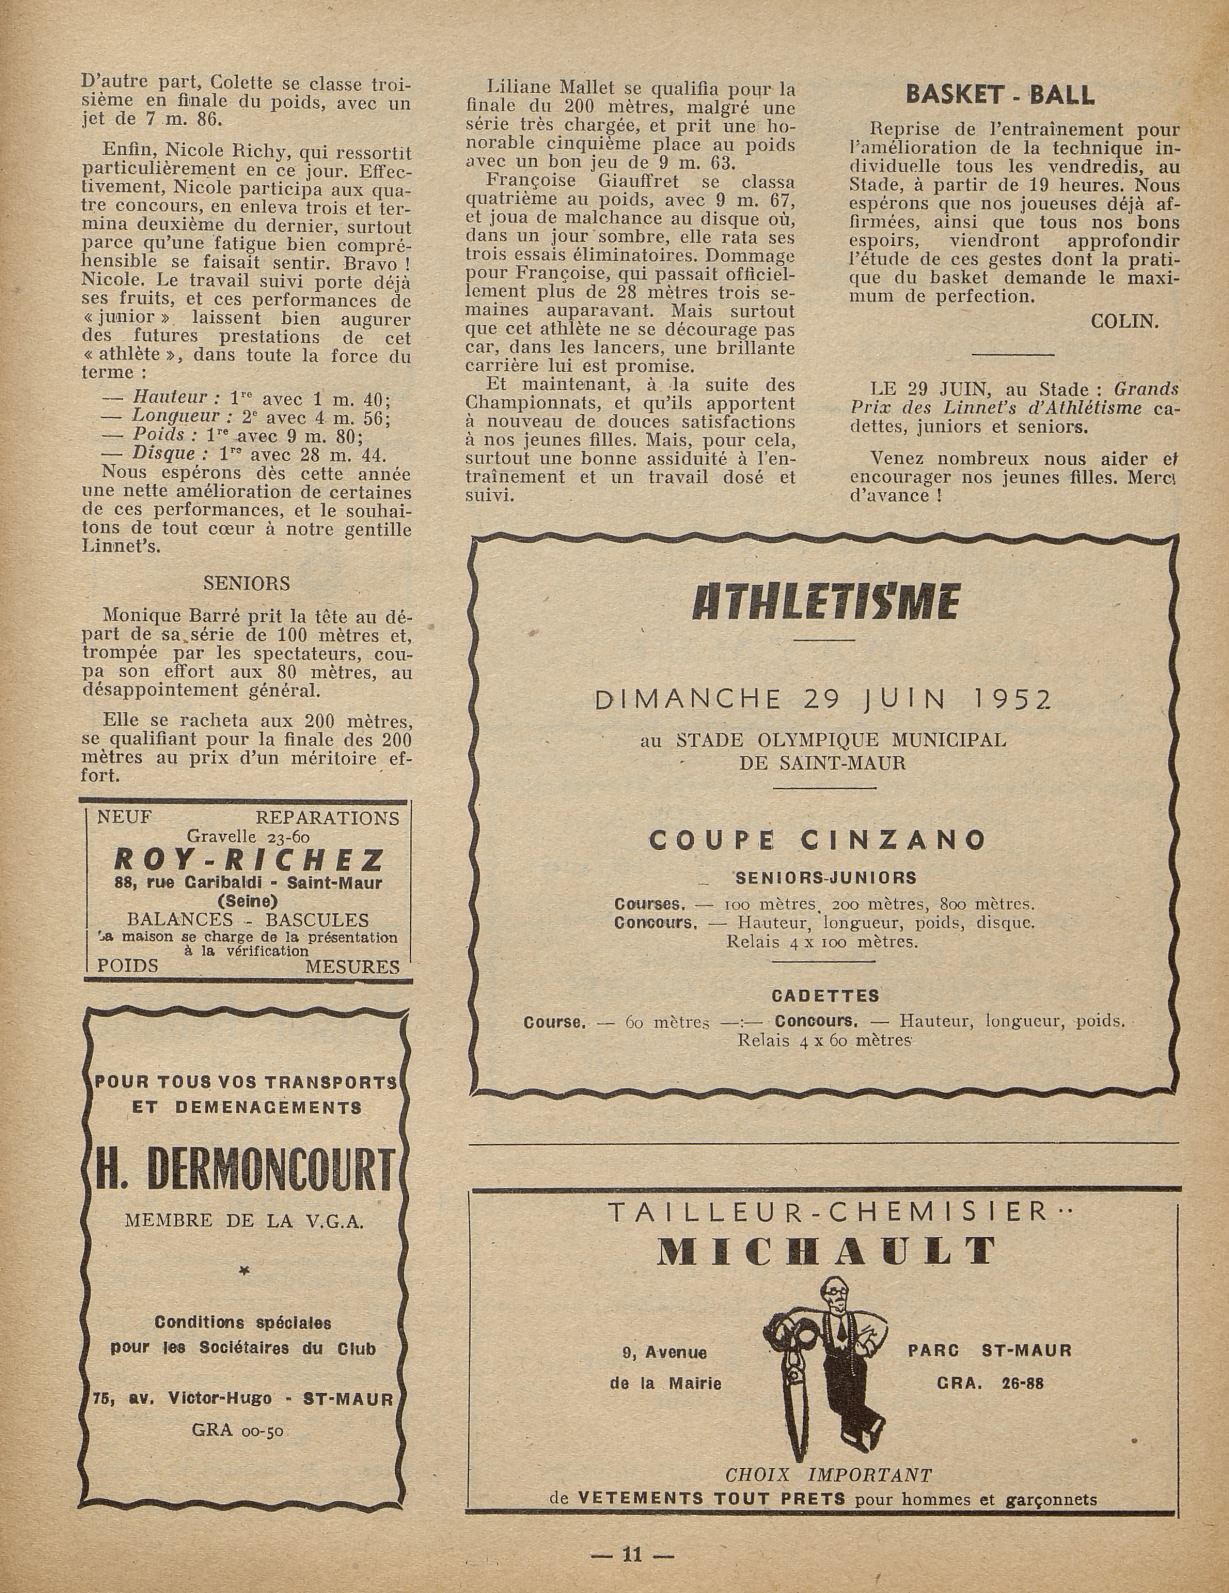 D'autre part, Colette se classe troi-
sième en finale du poids, avec un
jet de 7 m. 86.
Enfin, Nicole Richy, qui ressortit
particulièrement en ce jour. Effec-
tivement, Nicole participa aux qua-
tre concours, en enleva trois et ter-
mina deuxième du dernier, surtout
parce qu'une fatigue bien compré-
hensible se faisait sentir. Bravo !
Nicole. Le travail suivi porte déjà
ses fruits, et ces performances de
« junior » laissent bien augurer
des futures prestations de cet
« athlète », dans toute la force du
terme :
— Hauteur : 1re avec 1 m. 40;
— Longueur : 2e avec 4 m. 56;
— Poids : 1re avec 9 m. 80;
— Disque : 1re avec 28 m. 44.
Nous espérons dès cette année
une nette amélioration de certaines
de ces performances, et le souhai-
tons de tout cœur à notre gentille
Linnet's.
SENIORS
Monique Barré prit la tête au dé-
part de sa série de 100 mètres et,
trompée par les spectateurs, cou-
pa son effort aux 80 mètres, au
désappointement général.
Elle se racheta aux 200 mètres,
se qualifiant pour la finale des 200
mètres au prix d'un méritoire ef-
fort.
NEUF REPARATIONS
Gravelle 23-60
ROY-RICHEZ
88, rue Garibaldi - Saint-Maur
(Seine)
BALANCES - BASCULES
La maison se charge de la présentation
à la vérification
POIDS MESURES
POUR TOUS VOS TRANSPORTS
ET DEMENAGEMENTS
H. DERMONCOURT
MEMBRE DE LA V.G.A.
Conditions spéciales
pour les Sociétaires du Club
75, av. Victor-Hugo - ST-MAUR
GRA 00-50
Liliane Mallet se qualifia pour la
finale du 200 mètres, malgré une
série très chargée, et prit une ho-
norable cinquième place au poids
avec un bon jeu de 9 m. 63.
Françoise Giauffret se classa
quatrième au poids, avec 9 m. 67,
et joua de malchance au disque où,
dans un jour sombre, elle rata ses
trois essais éliminatoires. Dommage
pour Françoise, qui passait officiel-
lement plus de 28 mètres trois se-
maines auparavant. Mais surtout
que cet athlète ne se décourage pas
car, dans les lancers, une brillante
carrière lui est promise.
Et maintenant, à la suite des
Championnats, et qu'ils apportent
à nouveau de douces satisfactions
à nos jeunes filles. Mais, pour cela,
surtout une bonne assiduité à l'en-
traînement et un travail dosé et
suivi.
BASKET - BALL
Reprise de l'entraînement pour
l'amélioration de la technique in-
dividuelle tous les vendredis, au
Stade, à partir de 19 heures. Nous
espérons que nos joueuses déjà af-
firmées, ainsi que tous nos bons
espoirs, viendront approfondir
l'étude de ces gestes dont la prati-
que du basket demande le maxi-
mum de perfection.
COLIN.
LE 29 JUIN, au Stade : Grands
Prix des Linnet's d'Athlétisme ca-
dettes, juniors et seniors.
Venez nombreux nous aider et
encourager nos jeunes filles. Merci
d'avance !
ATHLETISME
DIMANCHE 29 JUIN 1952
au STADE OLYMPIQUE MUNICIPAL
DE SAINT-MAUR
COUPE CINZANO
SENIORS-JUNIORS
Courses. — 100 mètres, 200 mètres, 800 mètres.
Concours. — Hauteur, longueur, poids, disque.
Relais 4 x 100 mètres.
CADETTES
Course. — 60 mètres —:— Concours. — Hauteur, longueur, poids.
Relais 4 x 60 mètres
TAILLEUR-CHEMISIER
MICHAULT
9, Avenue
de la Mairie
PARC ST-MAUR
GRA. 26-88
CHOIX IMPORTANT
de VETEMENTS TOUT PRETS pour hommes et garçonnets
— 11 —